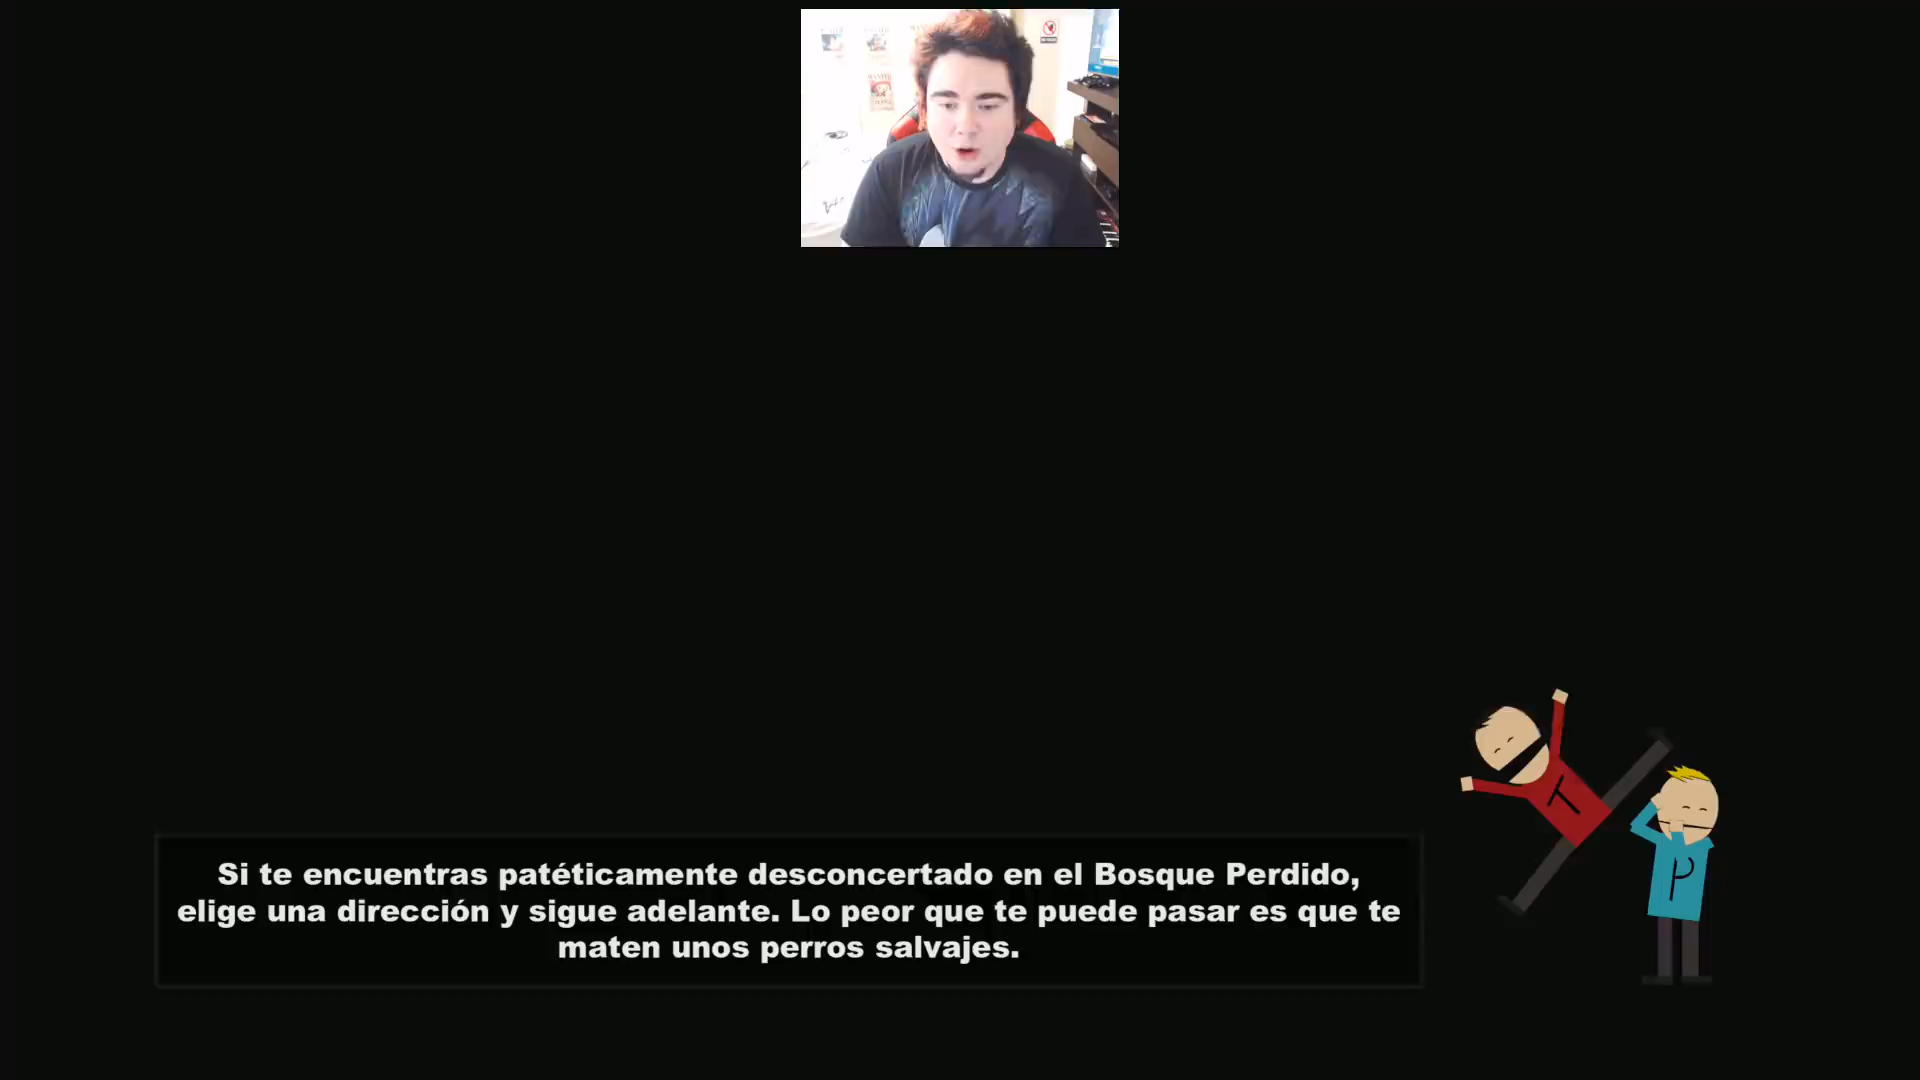 WANTED
Si te encuentras patéticamente desconcertado en el Bosque Perdido,
elige una dirección y sigue adelante. Lo peor que te puede pasar es que te
maten unos perros salvajes.
T
P